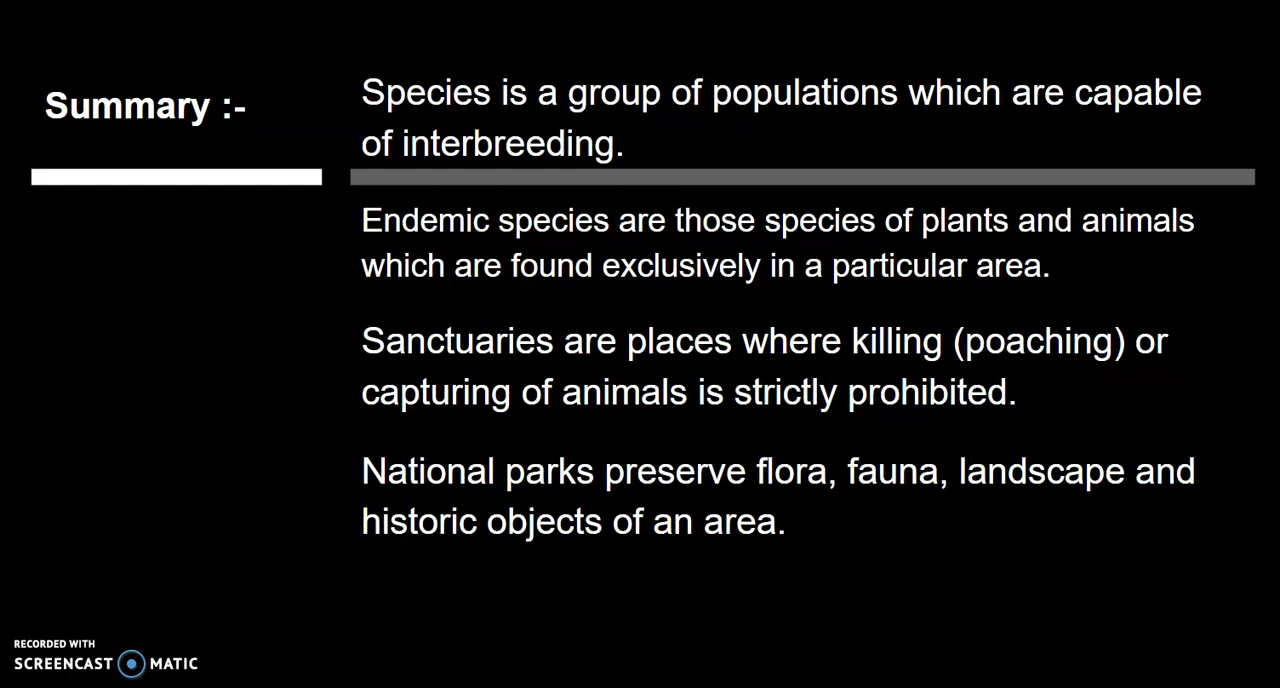 Summary :-
Species is a group of populations which are capable
of interbreeding.
Endemic species are those species of plants and animals
which are found exclusively in a particular area.
Sanctuaries are places where killing (poaching) or
capturing of animals is strictly prohibited.
National parks preserve flora, fauna, landscape and
historic objects of an area.
RECORDED WITH
SCREENCAST MATIC